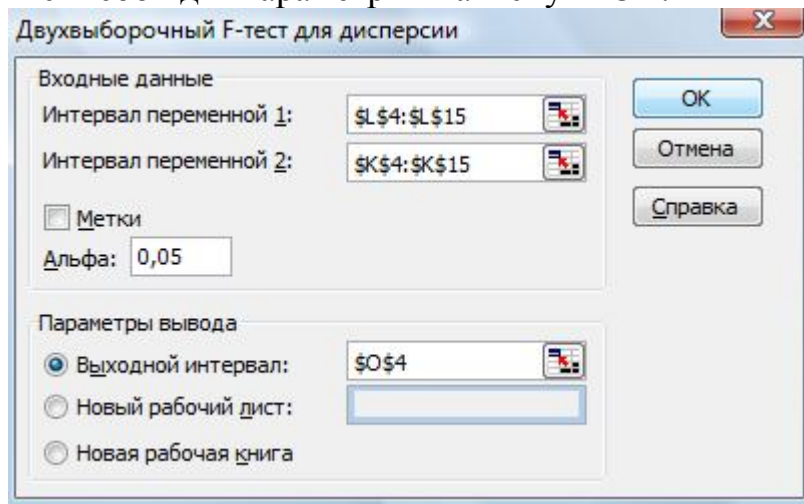 Двухвыборочный F-тест для дисперсии
Входные данные
Интервал переменной 1:
$L$4:$L$15
Интервал переменной 2:
$K$4:$K$15
Метки
Альфа:
0,05
OK
Отмена
Справка
Параметры вывода
Выходной интервал:
$O$4
Новый рабочий лист:
Новая рабочая книга